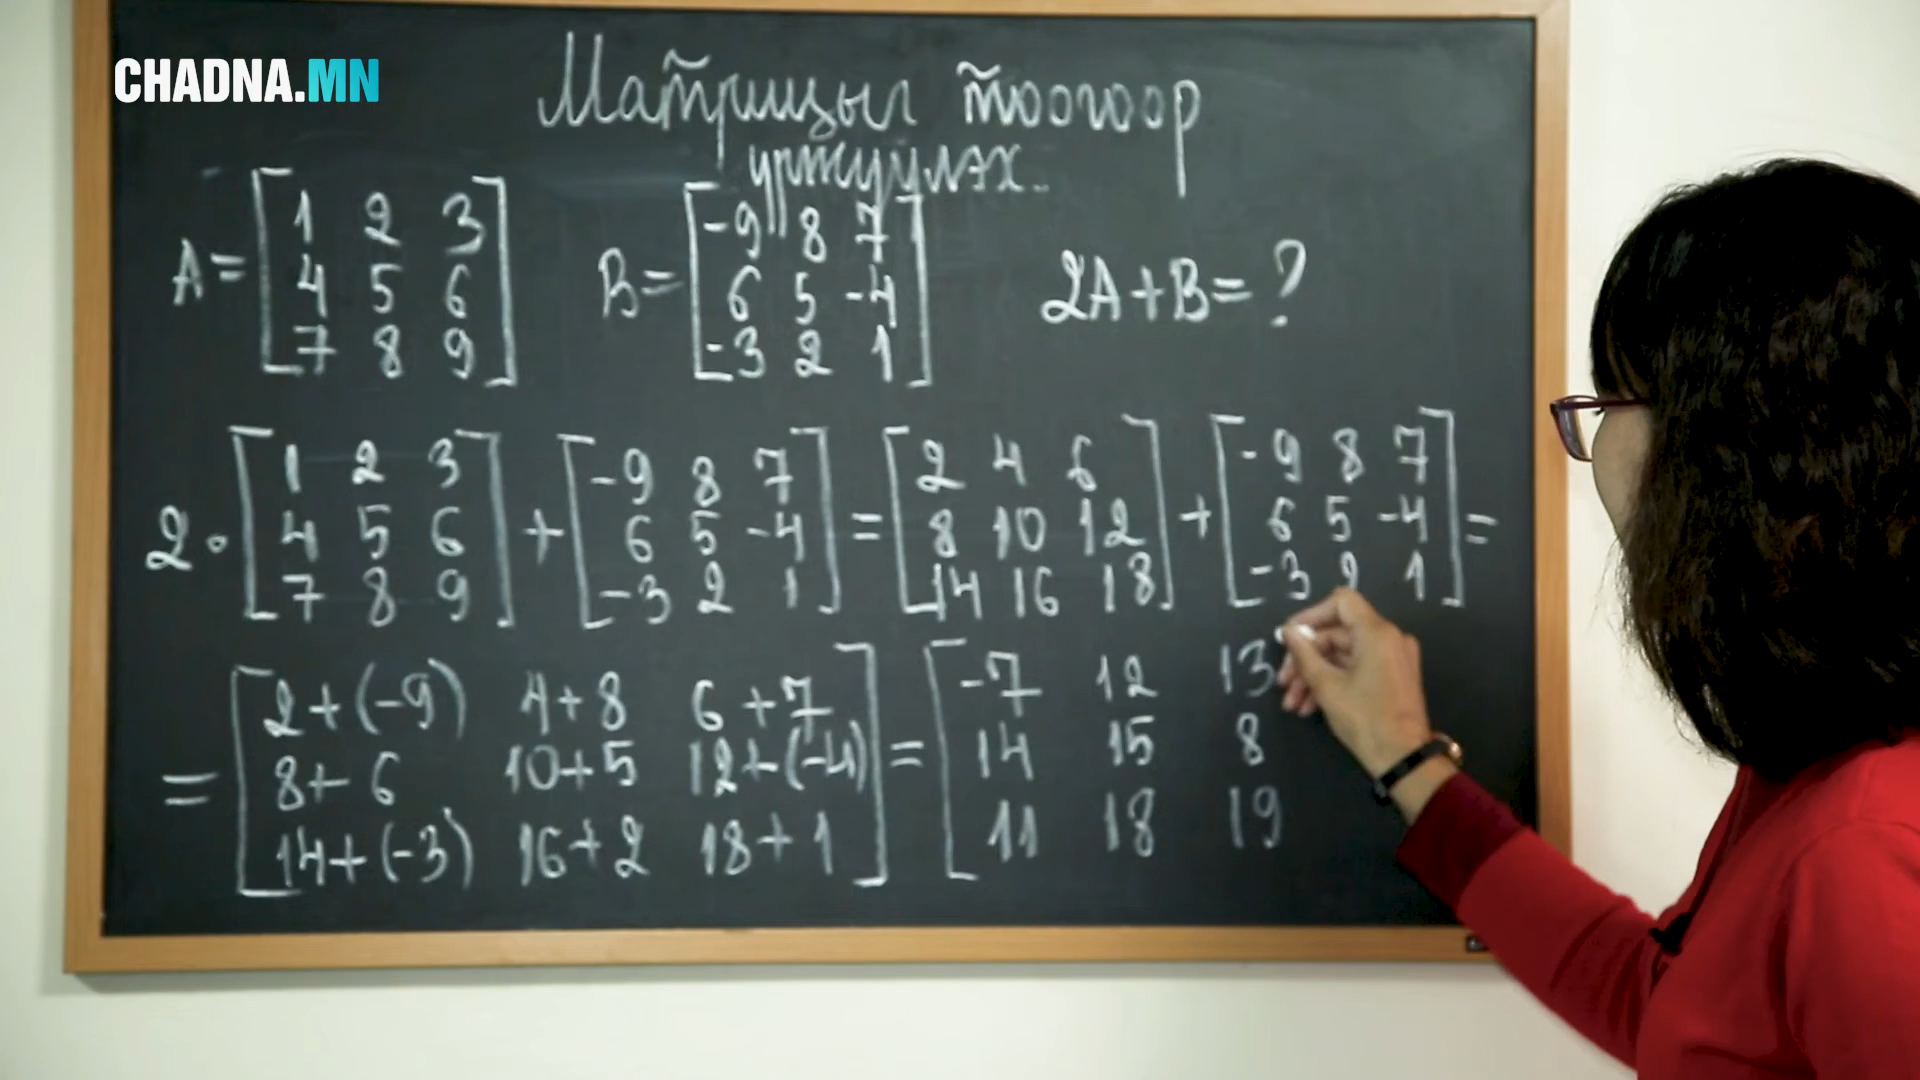 CHADNA.MN
Матрицыг тоогоор
үржүүлэх.
A = [1 2 3
4 5 6
7 8 9]
B = [-9 8 7
6 5 -4
-3 2 1]
2A + B = ?
2 · [1 2 3
4 5 6
7 8 9] + [-9 8 7
6 5 -4
-3 2 1] = [2 4 6
8 10 12
14 16 18] + [-9 8 7
6 5 -4
-3 2 1] =
= [2+(-9) 4+8 6+7
8+6 10+5 12+(-4)
14+(-3) 16+2 18+1] = [-7 12 13
14 15 8
11 18 19